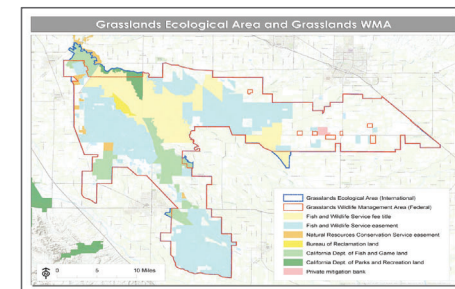 Grasslands Ecological Area and Grasslands WMA
Grasslands Ecological Area (International)
Grasslands Wildlife Management Area (Federal)
Fish and Wildlife Service fee title
Fish and Wildlife Service easement
Natural Resources Conservation Service easement
Bureau of Reclamation land
California Dept. of Fish and Game land
California Dept. of Parks and Recreation land
Private mitigation bank
0 5 10 Miles